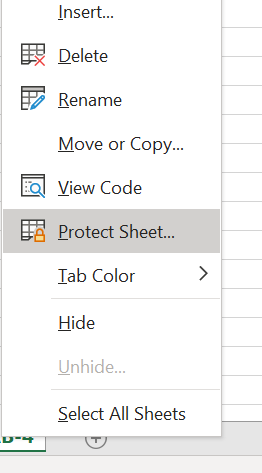 Insert...
Delete
Rename
Move or Copy...
View Code
Protect Sheet...
Tab Color
Hide
Unhide...
Select All Sheets